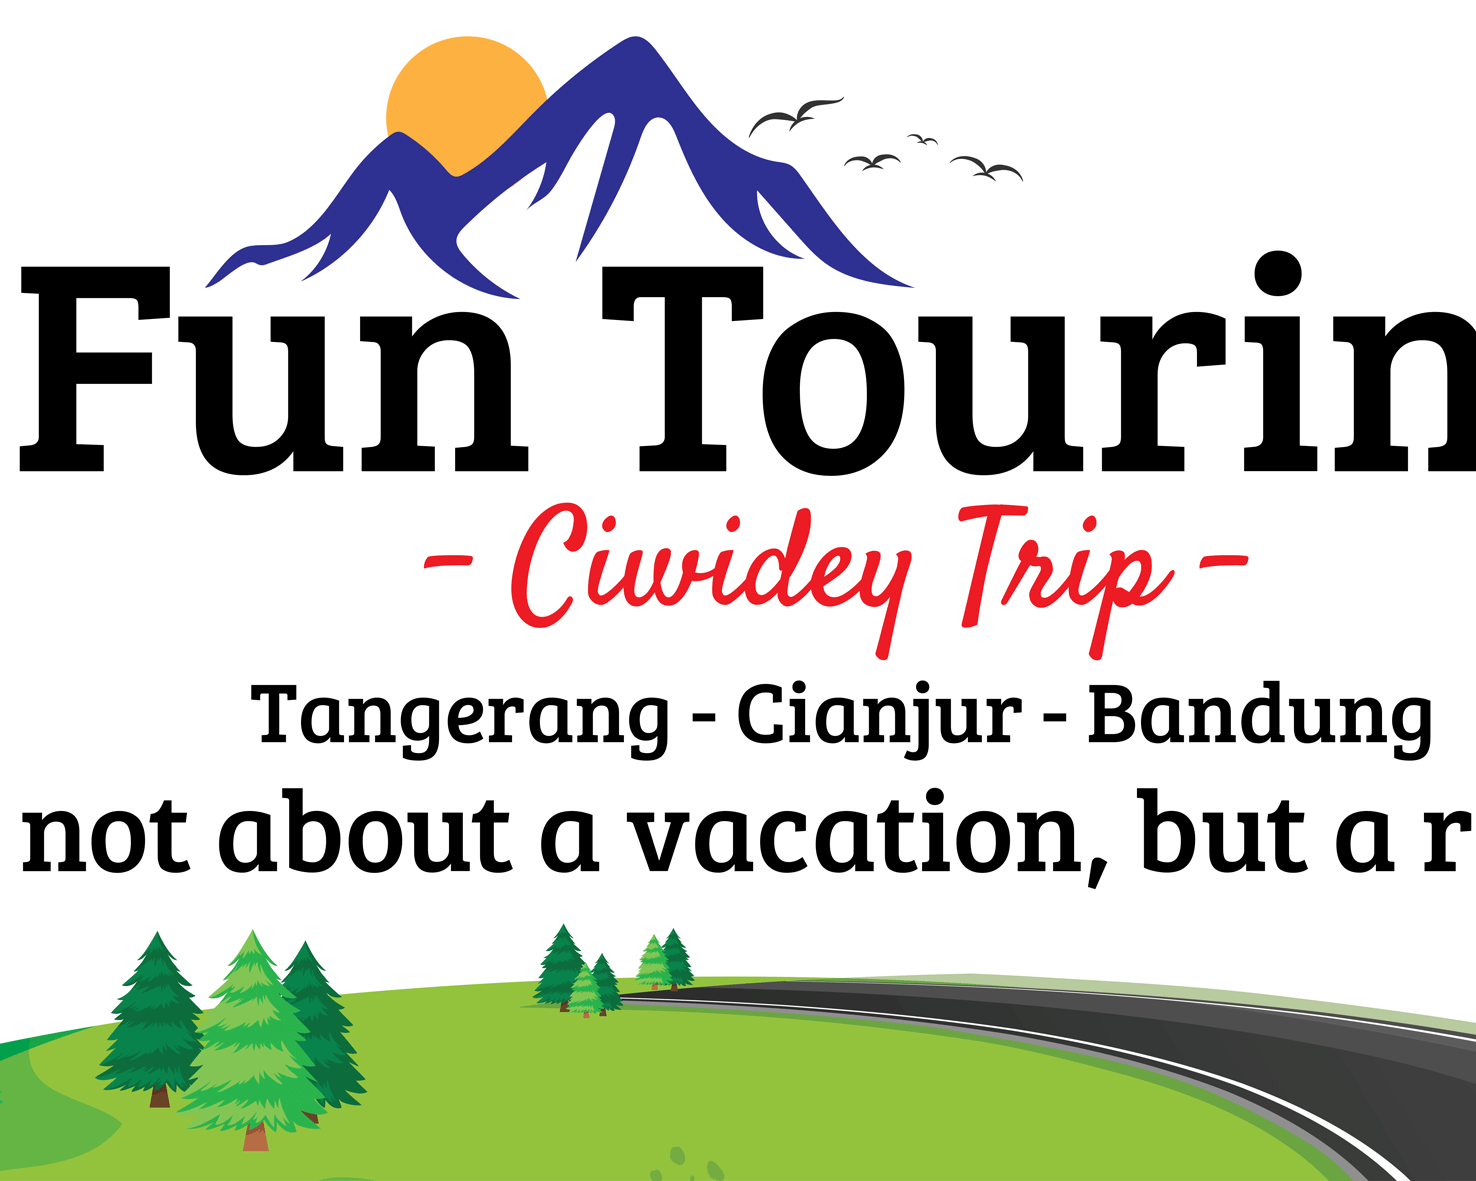 Fun Tourin
- Ciwidey Trip -
Tangerang - Cianjur - Bandung
not about a vacation, but a r